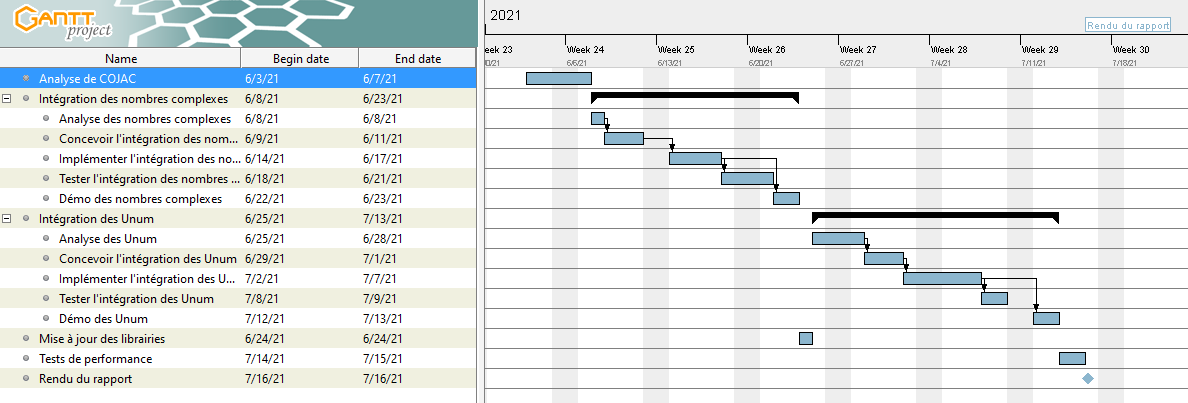 GANTT
project
2021
Rendu du rapport
Name Begin date End date
eek 23 Week 24 Week 25 Week 26 Week 27 Week 28 Week 29 Week 30
0/21 6/6/21 6/13/21 6/20/21 6/27/21 7/4/21 7/11/21 7/18/21
Analyse de COJAC 6/3/21 6/7/21
Intégration des nombres complexes 6/8/21 6/23/21
Analyse des nombres complexes 6/8/21 6/8/21
Concevoir l'intégration des nom... 6/9/21 6/11/21
Implémenter l'intégration des no... 6/14/21 6/17/21
Tester l'intégration des nombres ... 6/18/21 6/21/21
Démo des nombres complexes 6/22/21 6/23/21
Intégration des Unum 6/25/21 7/13/21
Analyse des Unum 6/25/21 6/28/21
Concevoir l'intégration des Unum 6/29/21 7/1/21
Implémenter l'intégration des U... 7/2/21 7/7/21
Tester l'intégration des Unum 7/8/21 7/9/21
Démo des Unum 7/12/21 7/13/21
Mise à jour des librairies 6/24/21 6/24/21
Tests de performance 7/14/21 7/15/21
Rendu du rapport 7/16/21 7/16/21